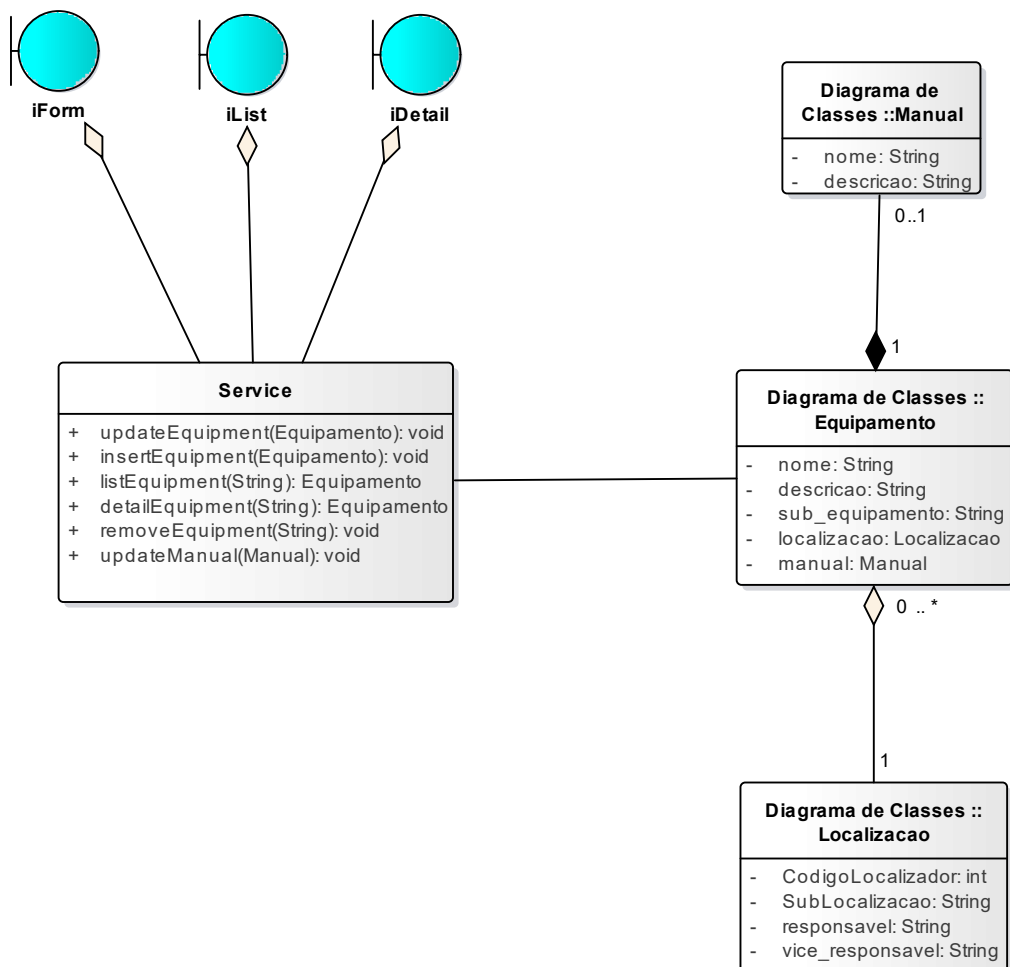 iForm
iList
iDetail
Diagrama de
Classes ::Manual
- nome: String
- descricao: String
0..1
1
Service
+ updateEquipment(Equipamento): void
+ insertEquipment(Equipamento): void
+ listEquipment(String): Equipamento
+ detailEquipment(String): Equipamento
+ removeEquipment(String): void
+ updateManual(Manual): void
Diagrama de Classes ::
Equipamento
- nome: String
- descricao: String
- sub_equipamento: String
- localizacao: Localizacao
- manual: Manual
0 .. *
1
Diagrama de Classes ::
Localizacao
- CodigoLocalizador: int
- SubLocalizacao: String
- responsavel: String
- vice_responsavel: String